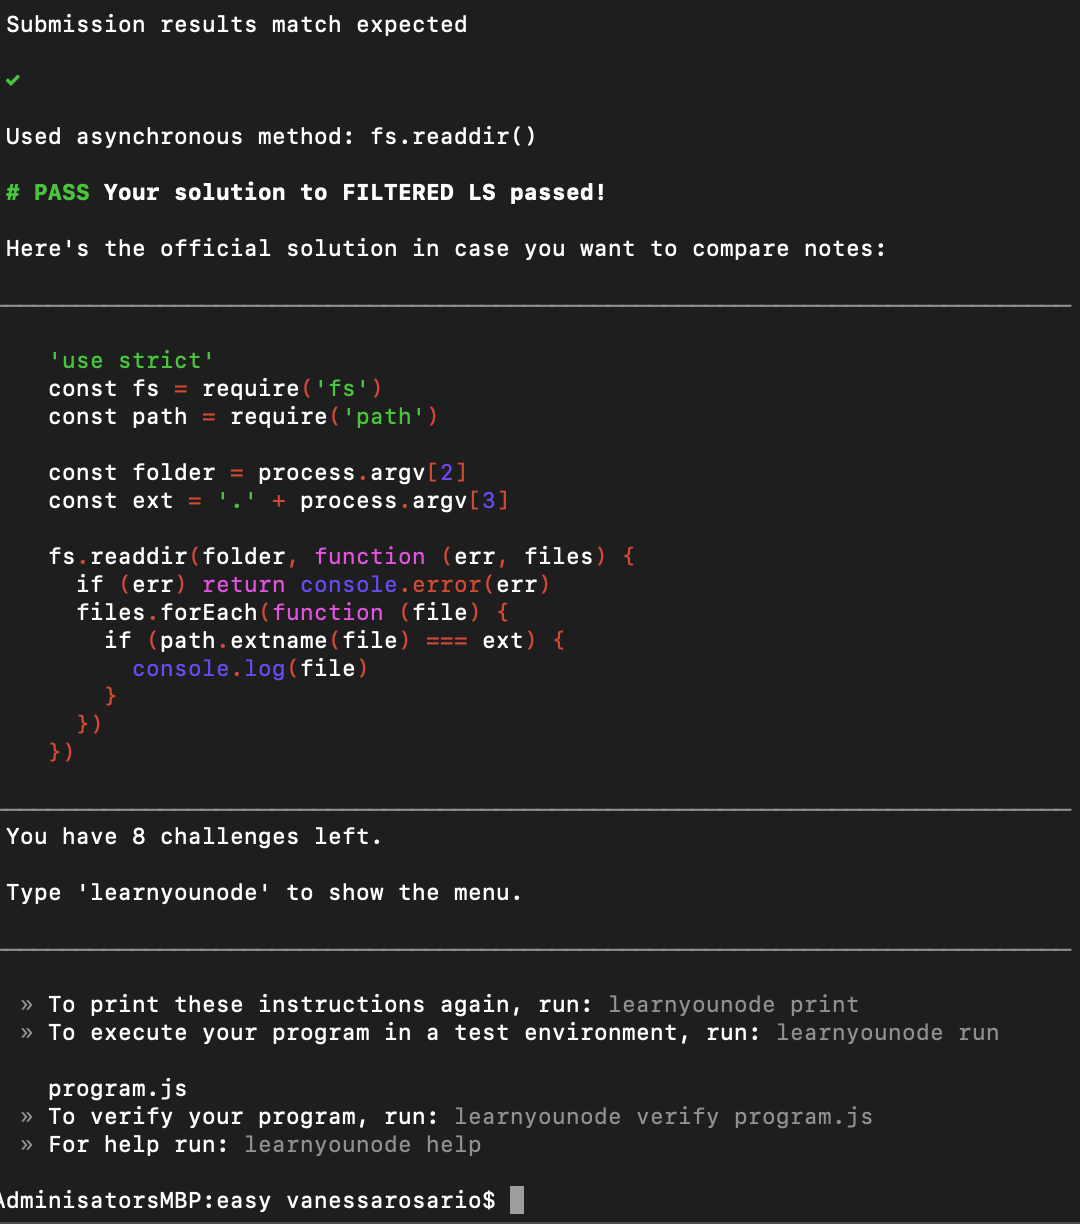 Submission results match expected
✔
Used asynchronous method: fs.readdir()
# PASS Your solution to FILTERED LS passed!
Here's the official solution in case you want to compare notes:
'use strict'
const fs = require('fs')
const path = require('path')
const folder = process.argv[2]
const ext = '.' + process.argv[3]
fs.readdir(folder, function (err, files) {
if (err) return console.error(err)
files.forEach(function (file) {
if (path.extname(file) === ext) {
console.log(file)
}
})
})
You have 8 challenges left.
Type 'learnyounode' to show the menu.
» To print these instructions again, run: learnyounode print
» To execute your program in a test environment, run: learnyounode run
program.js
» To verify your program, run: learnyounode verify program.js
» For help run: learnyounode help
AdminisatorsMBP:easy vanessarosario$